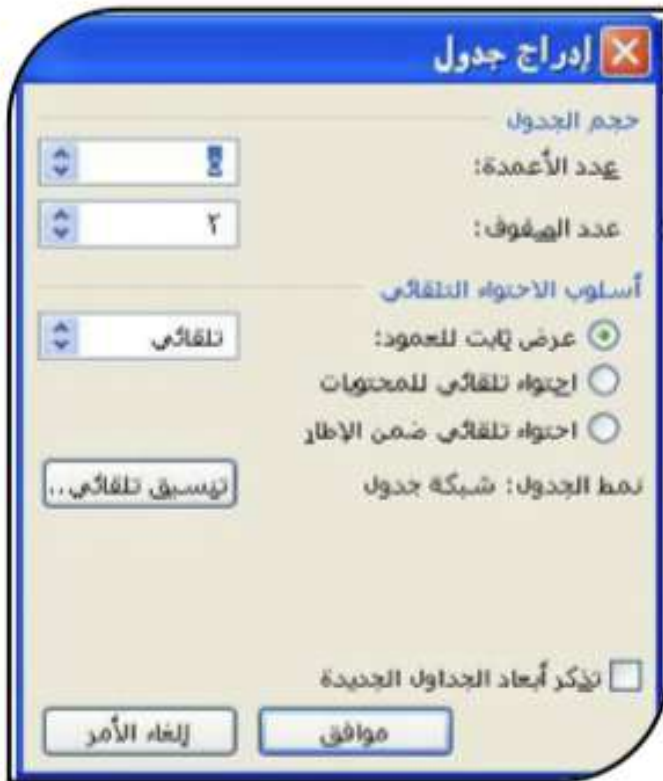 إدراج جدول
حجم الجدول
عدد الأعمدة:
عدد الصفوف: ٢
أسلوب الاحتواء التلقائي
عرض ثابت للعمود: تلقائي
احتواء تلقائي للمحتويات
احتواء تلقائي ضمن الإطار
نمط الجدول: شبكة جدول تنسيق تلقائي..
تذكر أبعاد الجداول الجديدة
موافق إلغاء الأمر